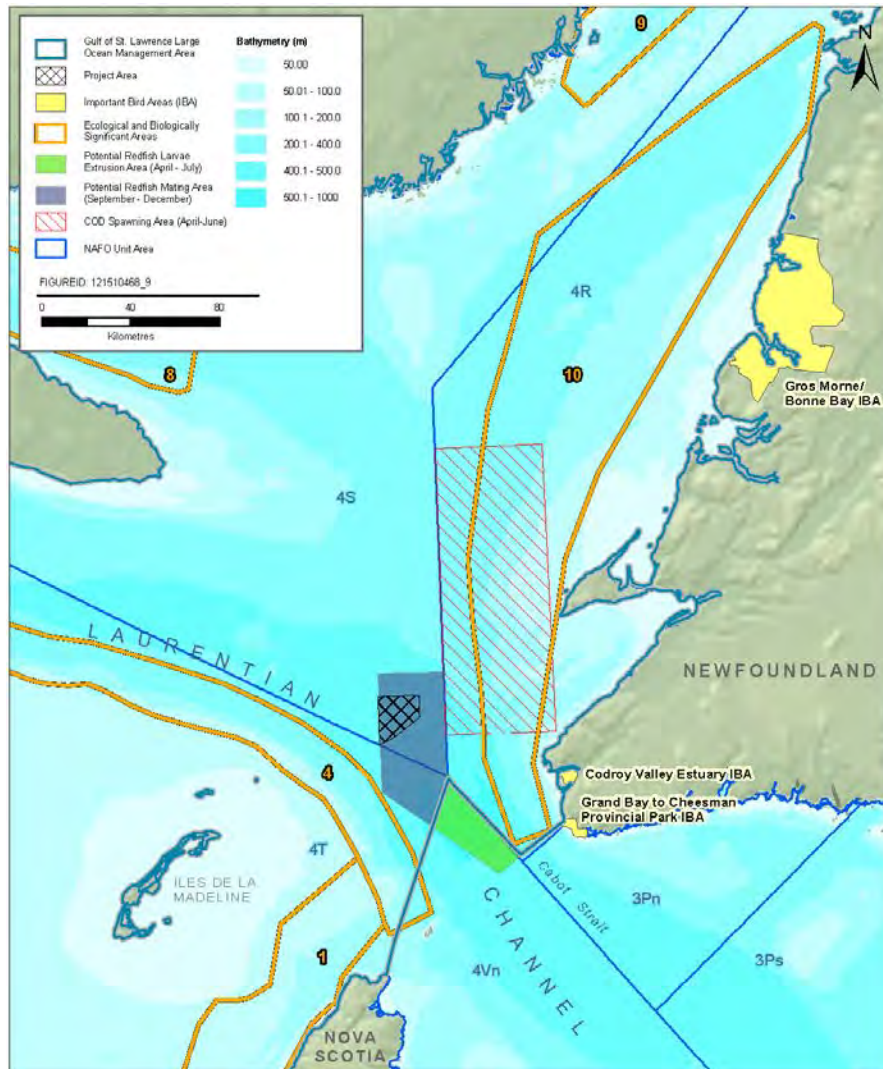 Gulf of St. Lawrence Large
Ocean Management Area
Project Area
Important Bird Areas (IBA)
Ecological and Biologically
Significant Areas
Potential Redfish Larvae
Extrusion Area (April - July)
Potential Redfish Mating Area
(September - December)
COD Spawning Area (April-June)
NAFO Unit Area
Bathymetry (m)
50.00
50.01 - 100.0
100.1 - 200.0
200.1 - 400.0
400.1 - 500.0
500.1 - 1000
FIGUREID: 121510468_9
0 40 80
Kilometres
N
9
4R
10
8
Gros Morne/
Bonne Bay IBA
4S
LAURENTIAN
NEWFOUNDLAND
4
Codroy Valley Estuary IBA
Grand Bay to Cheesman
Provincial Park IBA
4T
ILES DE LA
MADELINE
Cabot Strait
3Pn
CHANNEL
1
4Vn
3Ps
NOVA
SCOTIA